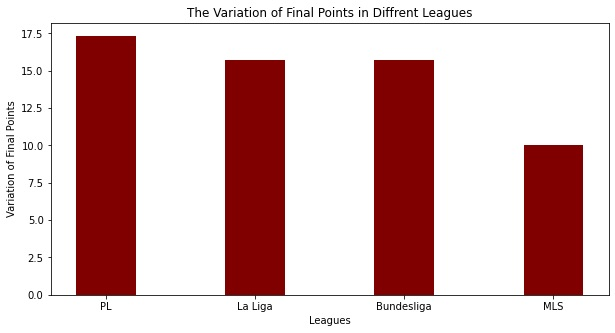 The Variation of Final Points in Diffrent Leagues
17.5
15.0
12.5
10.0
7.5
5.0
2.5
0.0
Variation of Final Points
PL
La Liga
Bundesliga
MLS
Leagues